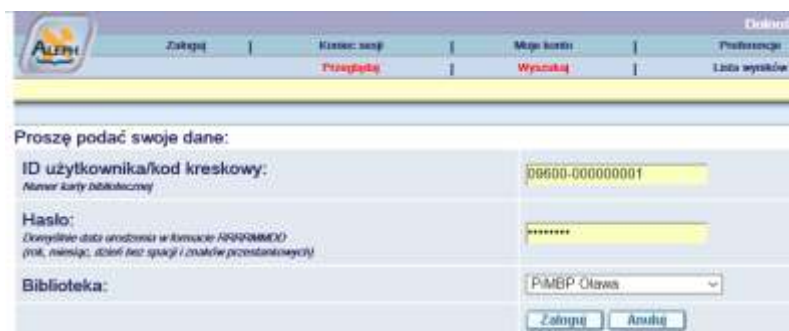 ALEPH
Zaloguj | Koniec sesji | Moje konto | Preferencje
Przeglądaj | Wyszukaj | Lista wyników
Proszę podać swoje dane:
ID użytkownika/kod kreskowy: 09600-000000001
Numer karty bibliotecznej
Hasło: ••••••••
Domyślnie data urodzenia w formacie RRRRMMDD
(rok, miesiąc, dzień bez spacji i znaków przestankowych)
Biblioteka: PiMBP Oława
Zaloguj Anuluj